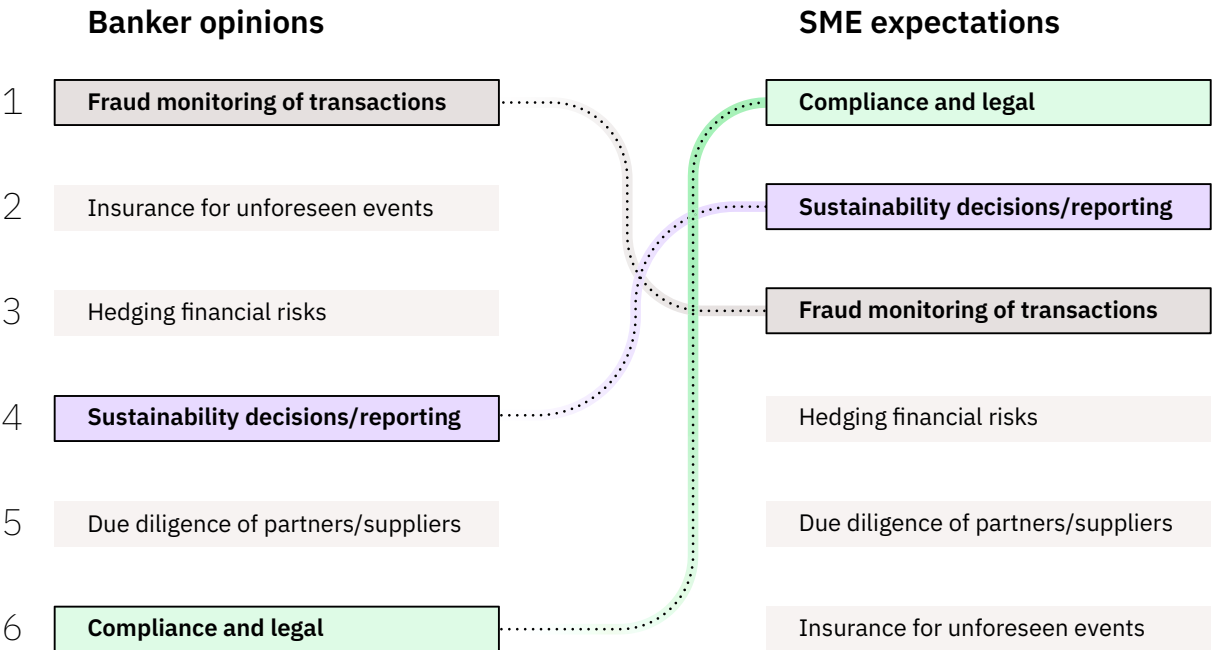 Banker opinions
SME expectations
1
Fraud monitoring of transactions
Compliance and legal
2
Insurance for unforeseen events
Sustainability decisions/reporting
3
Hedging financial risks
Fraud monitoring of transactions
4
Sustainability decisions/reporting
Hedging financial risks
5
Due diligence of partners/suppliers
Due diligence of partners/suppliers
6
Compliance and legal
Insurance for unforeseen events